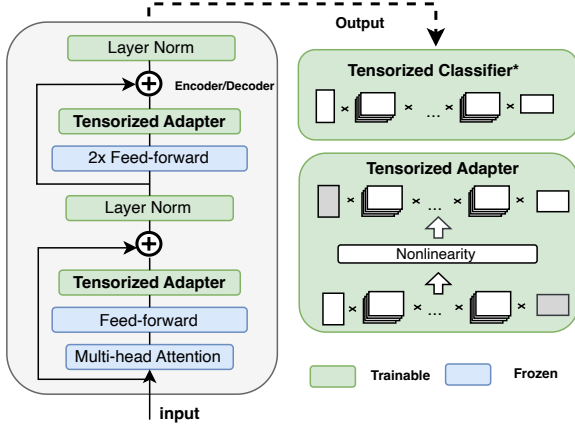 Output
Layer Norm
Encoder/Decoder
Tensorized Adapter
2x Feed-forward
Layer Norm
Tensorized Adapter
Feed-forward
Multi-head Attention
input
Tensorized Classifier*
× × ... × ×
Tensorized Adapter
× × ... × ×
Nonlinearity
× × ... × ×
Trainable
Frozen